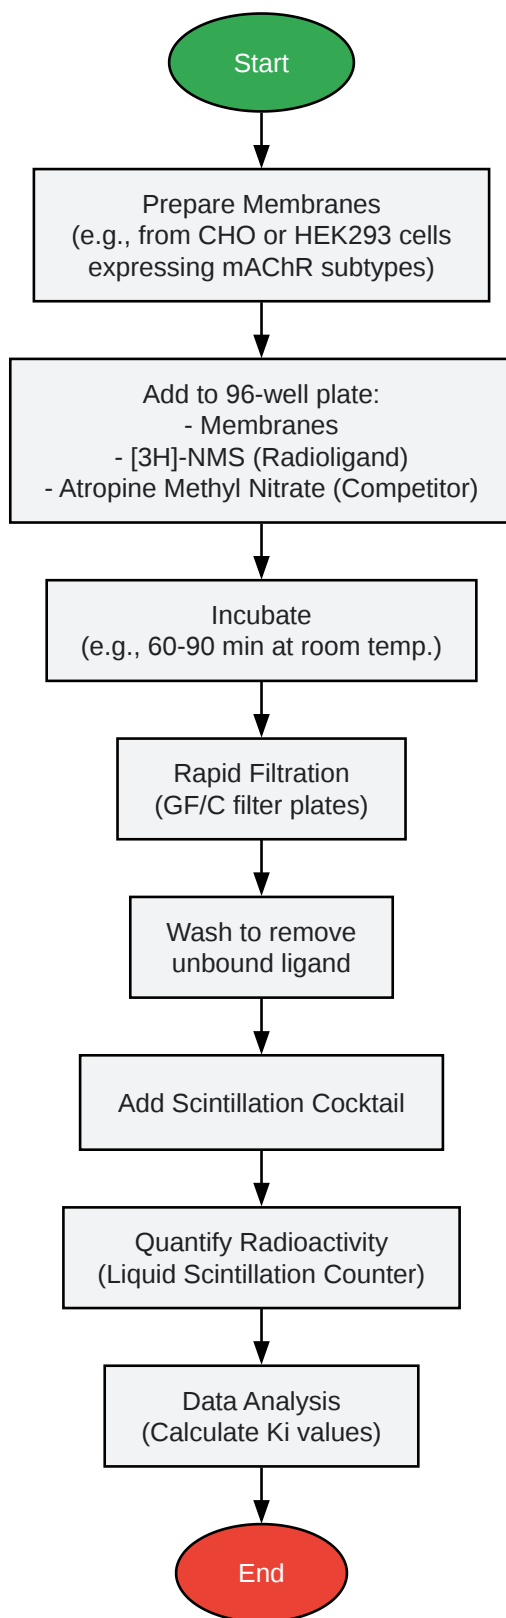 Start
Prepare Membranes
(e.g., from CHO or HEK293 cells
expressing mAChR subtypes)
Add to 96-well plate:
- Membranes
- [3H]-NMS (Radioligand)
- Atropine Methyl Nitrate (Competitor)
Incubate
(e.g., 60-90 min at room temp.)
Rapid Filtration
(GF/C filter plates)
Wash to remove
unbound ligand
Add Scintillation Cocktail
Quantify Radioactivity
(Liquid Scintillation Counter)
Data Analysis
(Calculate Ki values)
End